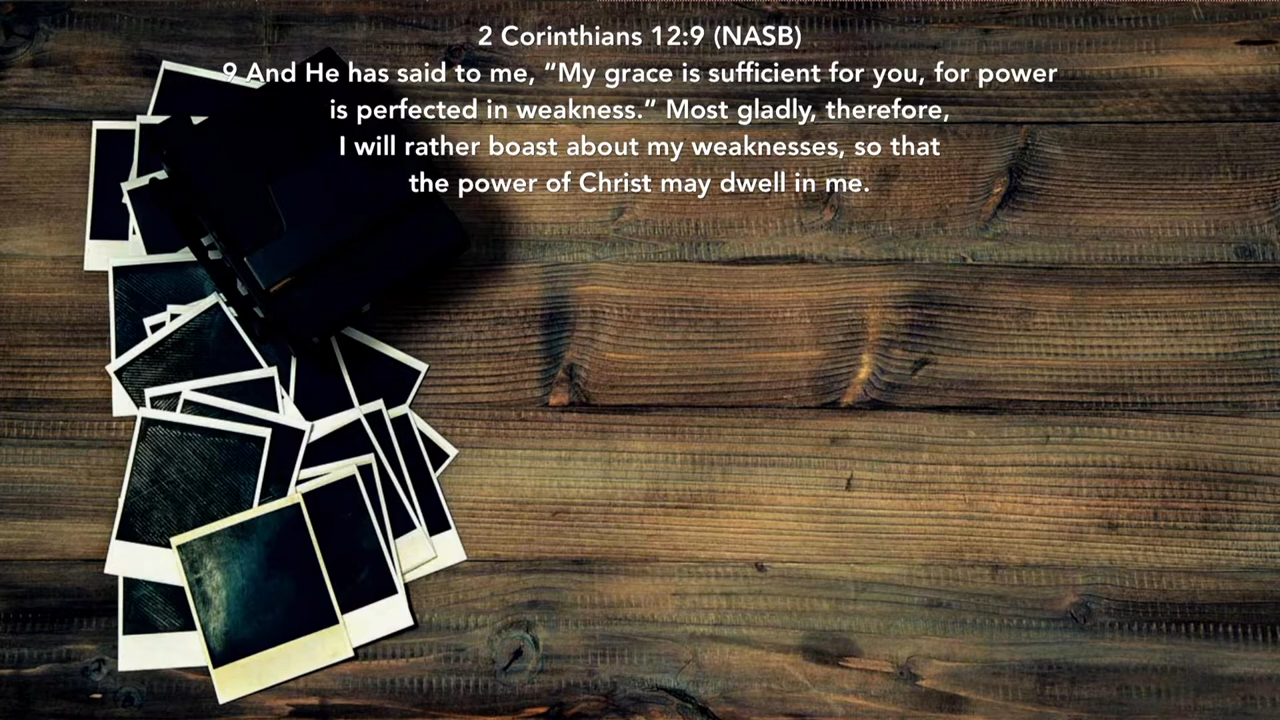 2 Corinthians 12:9 (NASB)
9 And He has said to me, “My grace is sufficient for you, for power
is perfected in weakness.” Most gladly, therefore,
I will rather boast about my weaknesses, so that
the power of Christ may dwell in me.